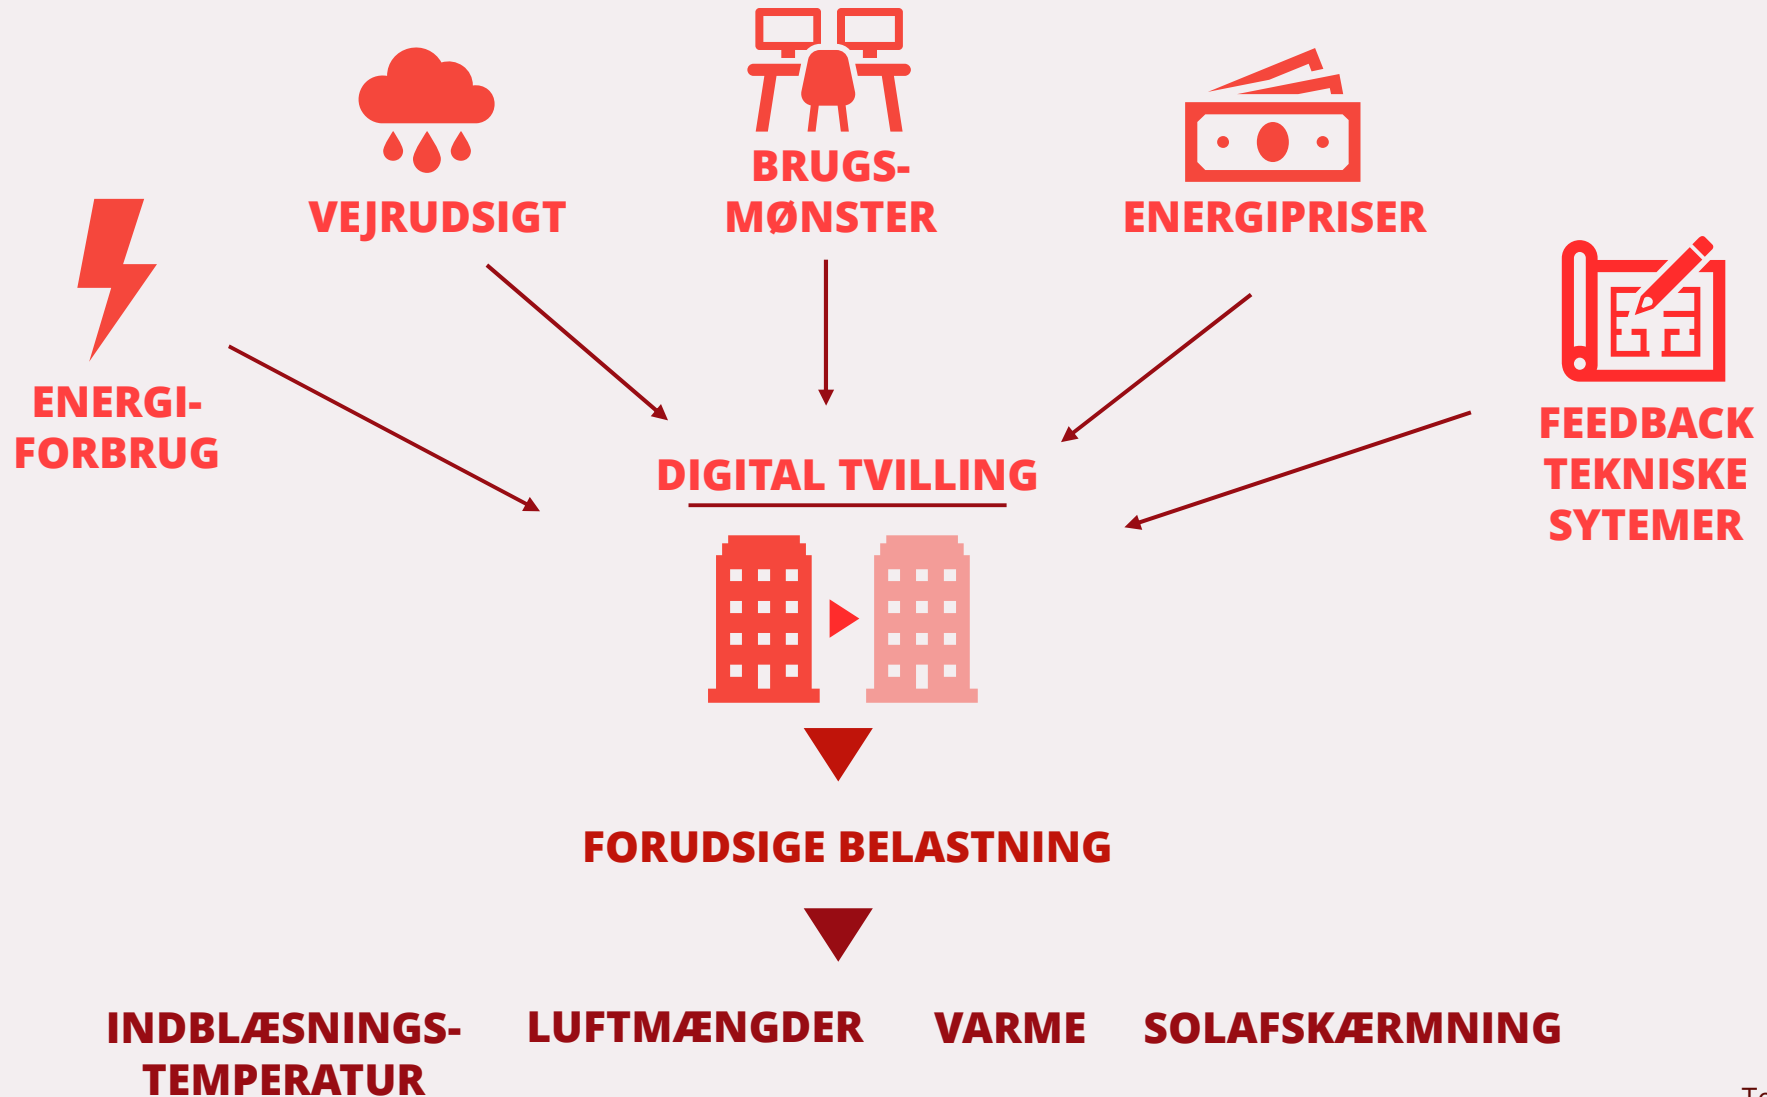 BRUGS-
MØNSTER
VEJRUDSIGT
ENERGIPRISER
ENERGI-
FORBRUG
FEEDBACK
TEKNISKE
SYTEMER
DIGITAL TVILLING
FORUDSIGE BELASTNING
INDBLÆSNINGS-
TEMPERATUR
LUFTMÆNGDER
VARME
SOLAFSKÆRMNING